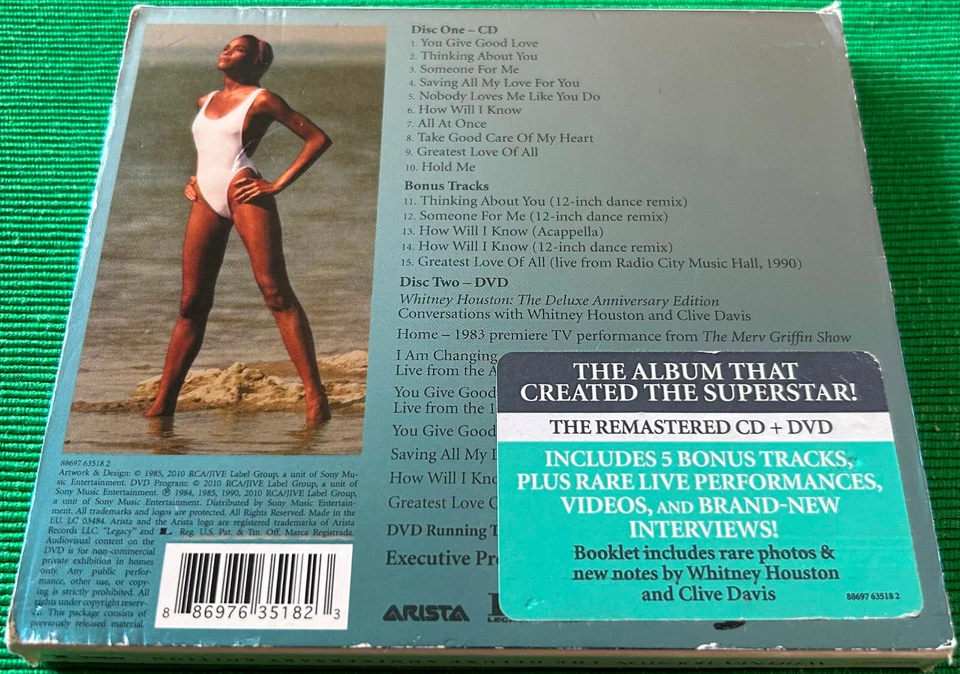 Disc One – CD
1. You Give Good Love
2. Thinking About You
3. Someone For Me
4. Saving All My Love For You
5. Nobody Loves Me Like You Do
6. How Will I Know
7. All At Once
8. Take Good Care Of My Heart
9. Greatest Love Of All
10. Hold Me
Bonus Tracks
11. Thinking About You (12-inch dance remix)
12. Someone For Me (12-inch dance remix)
13. How Will I Know (Acappella)
14. How Will I Know (12-inch dance remix)
15. Greatest Love Of All (live from Radio City Music Hall, 1990)
Disc Two – DVD
Whitney Houston: The Deluxe Anniversary Edition
Conversations with Whitney Houston and Clive Davis
Home – 1983 premiere TV performance from The Merv Griffin Show
I Am Changing
Live from the A
You Give Good
Live from the 1
You Give Good
Saving All My L
How Will I Kno
Greatest Love O
DVD Running T
Executive Pro
THE ALBUM THAT
CREATED THE SUPERSTAR!
THE REMASTERED CD + DVD
INCLUDES 5 BONUS TRACKS,
PLUS RARE LIVE PERFORMANCES,
VIDEOS, AND BRAND-NEW
INTERVIEWS!
Booklet includes rare photos &
new notes by Whitney Houston
and Clive Davis
88697 63518 2
88697 63518 2
Artwork & Design: © 1985, 2010 RCA/JIVE Label Group, a unit of Sony Mu-
sic Entertainment. DVD Program: © 2010 RCA/JIVE Label Group, a unit of
Sony Music Entertainment. ℗ 1984, 1985, 1990, 2010 RCA/JIVE Label Group,
a unit of Sony Music Entertainment. Distributed by Sony Music Entertain-
ment. All trademarks and logos are protected. All Rights Reserved. Made in the
EU. LC 03484. Arista and the Arista logo are registered trademarks of Arista
Records LLC. "Legacy" and L Reg. U.S. Pat. & Tm. Off. Marca Registrada.
Audiovisual content on the
DVD is for non-commercial
private exhibition in homes
only. Any public perfor-
mance, other use, or copy-
ing is strictly prohibited. All
rights under copyright reserv-
ed. This package consists of
previously released material.
8 86976 35182 3
ARISTA